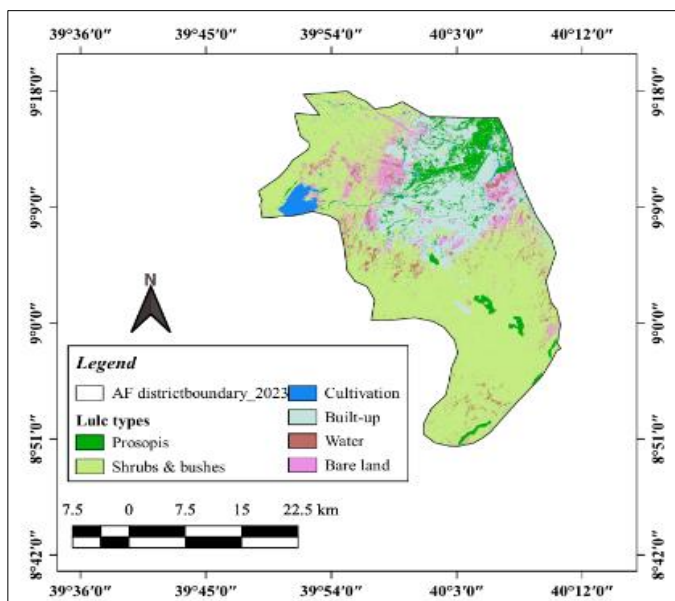 39°36'0" 39°45'0" 39°54'0" 40°3'0" 40°12'0"
9°18'0" 9°18'0"
9°9'0" 9°9'0"
N
9°0'0" 9°0'0"
Legend
AF districtboundary_2023 Cultivation
Lulc types Built-up
Prosopis Water
Shrubs & bushes Bare land
8°51'0" 8°51'0"
7.5 0 7.5 15 22.5 km
8°42'0" 8°42'0"
39°36'0" 39°45'0" 39°54'0" 40°3'0" 40°12'0"